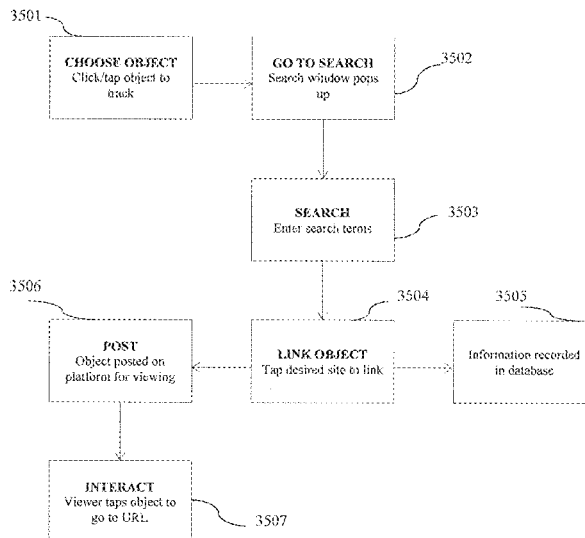 3501
CHOOSE OBJECT
Click/tap object to
track
GO TO SEARCH
Search window pops
up
3502
SEARCH
Enter search terms
3503
3506
POST
Object posted on
platform for viewing
3504
LINK OBJECT
Tap desired site to link
3505
Information recorded
in database
INTERACT
Viewer taps object to
go to URL
3507